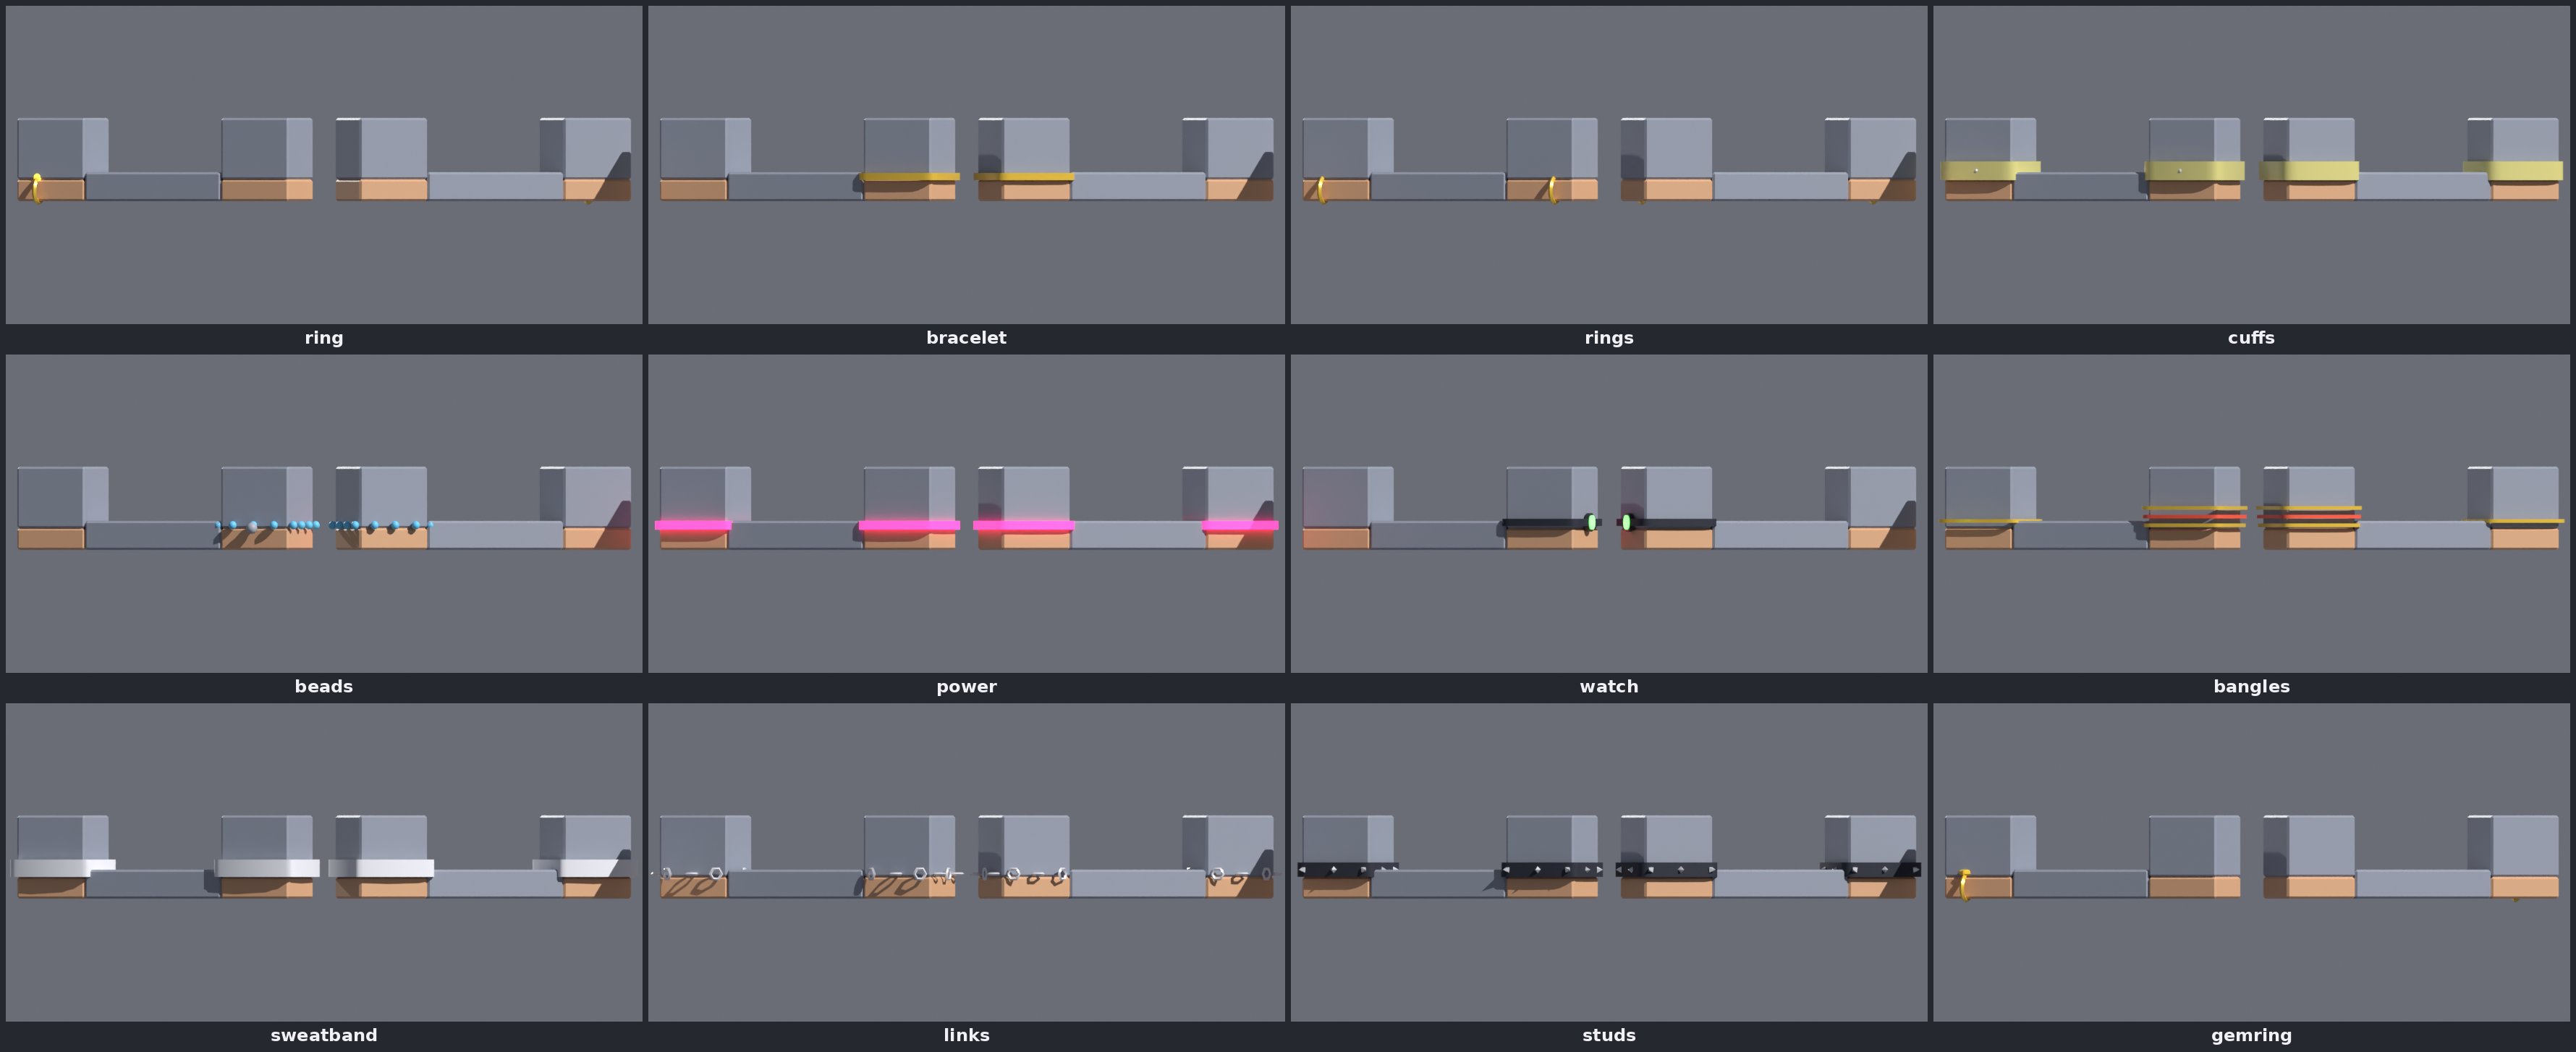 ring
bracelet
rings
cuffs
beads
power
watch
bangles
sweatband
links
studs
gemring